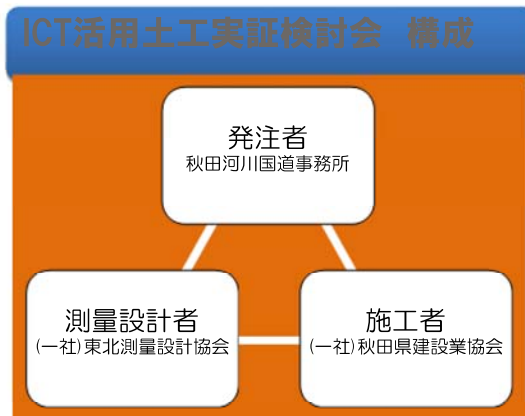 ICT活用土工実証検討会 構成
発注者
秋田河川国道事務所
測量設計者
(一社)東北測量設計協会
施工者
(一社)秋田県建設業協会